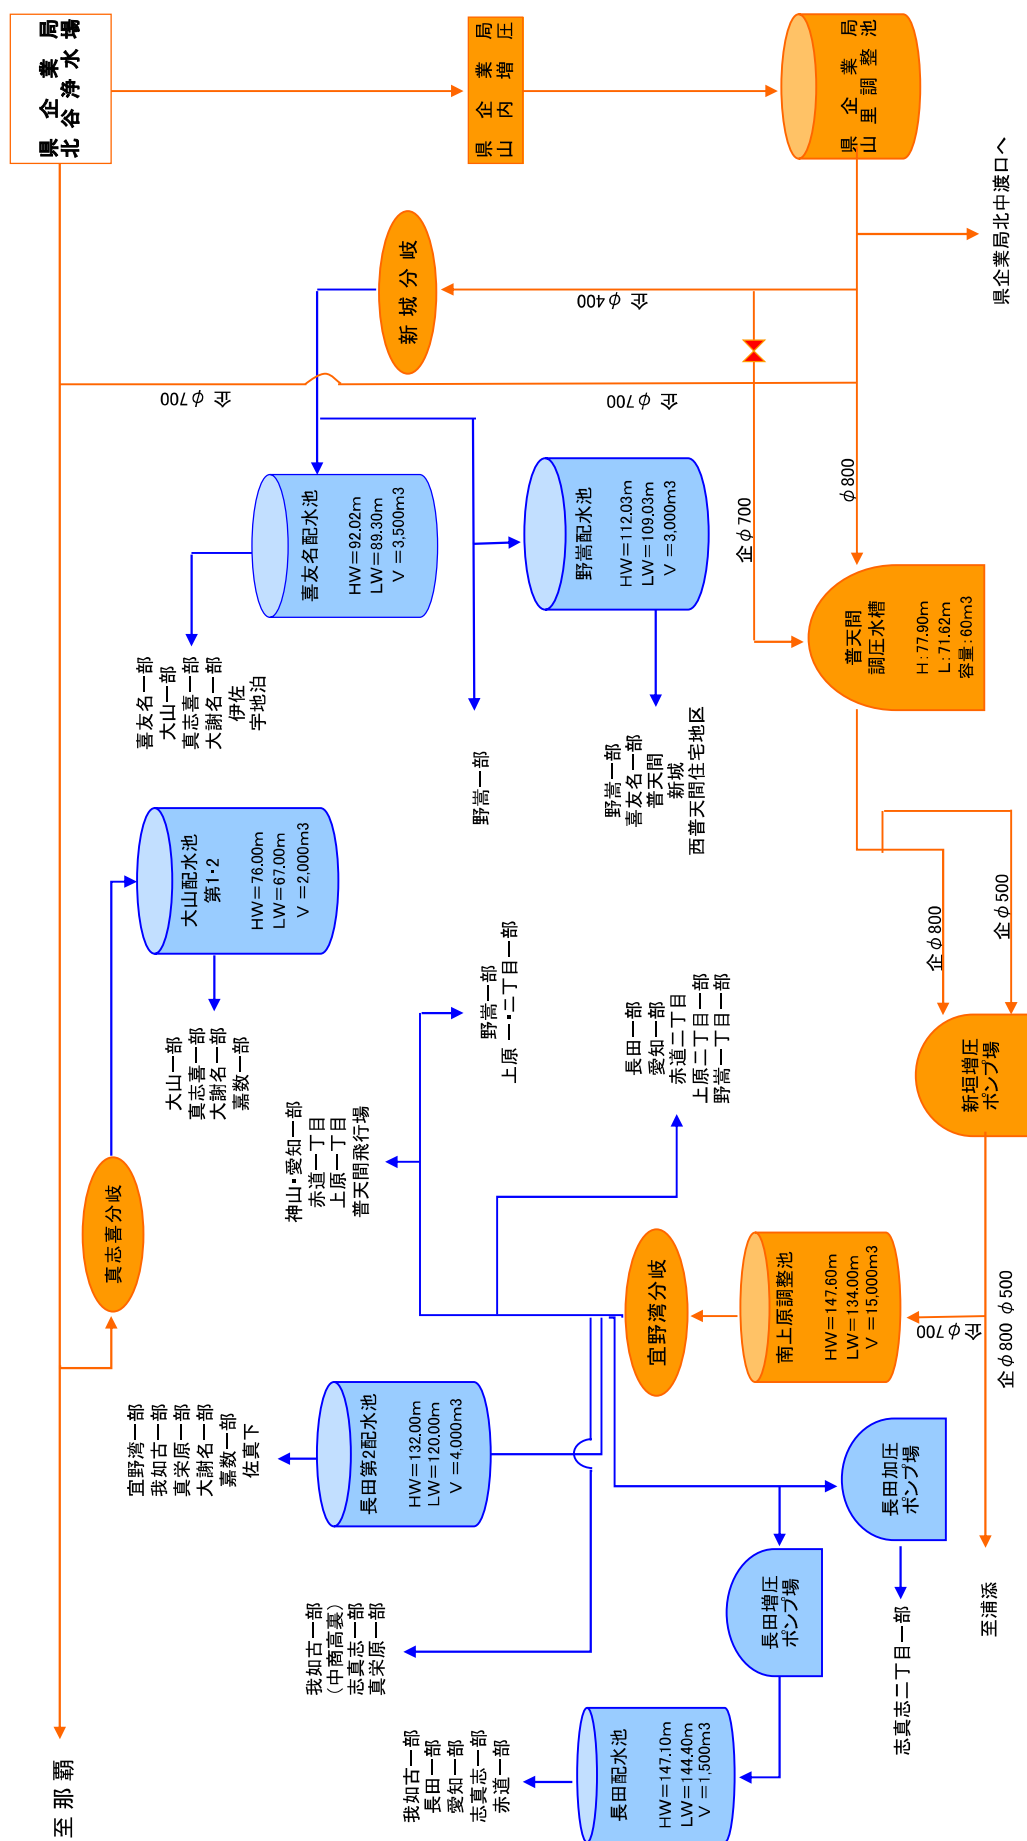 県企業局
北谷浄水場
県企業局
山内増圧
県企業局
山里調整池
県企業局北中渡口へ
新城分岐
企φ400
企 φ700
企 φ700
φ800
企φ700
喜友名配水池
HW=92.02m
LW=89.30m
V=3,500m3
喜友名一部
大山一部
真志喜一部
大謝名一部
伊佐
宇地泊
野嵩一部
野嵩配水池
HW=112.03m
LW=109.03m
V=3,000m3
野嵩一部
喜友名一部
普天間
新城
西普天間住宅地区
普天間
調圧水槽
H:77.90m
L:71.62m
容量:60m3
企φ800
企φ500
大山配水池
第1・2
HW=76.00m
LW=67.00m
V=2,000m3
大山一部
真志喜一部
大謝名一部
嘉数一部
真志喜分岐
野嵩一部
上原一・二丁目一部
神山・愛知一部
赤道一丁目
上原一丁目
普天間飛行場
長田一部
愛知一部
赤道二丁目
上原二丁目一部
野嵩一丁目一部
新垣増圧
ポンプ場
宜野湾分岐
南上原調整池
HW=147.60m
LW=134.00m
V=15,000m3
企φ700
企φ800 φ500
長田第2配水池
HW=132.00m
LW=120.00m
V=4,000m3
宜野湾一部
我如古一部
真栄原一部
大謝名一部
嘉数一部
佐真下
長田加圧
ポンプ場
長田増圧
ポンプ場
志真志二丁目一部
至浦添
我如古一部
(中商高裏)
志真志一部
真栄原一部
長田配水池
HW=147.10m
LW=144.40m
V=1,500m3
我如古一部
長田一部
愛知一部
志真志一部
赤道一部
至那覇